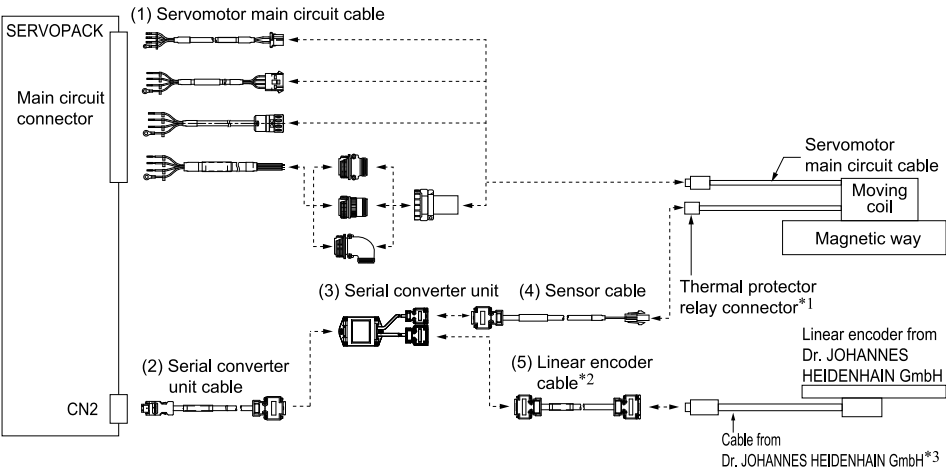 (1) Servomotor main circuit cable
SERVOPACK
Main circuit
connector
Servomotor
main circuit cable
Moving
coil
Magnetic way
Thermal protector
relay connector*1
(3) Serial converter unit
(4) Sensor cable
(2) Serial converter
unit cable
(5) Linear encoder
cable*2
Linear encoder from
Dr. JOHANNES
HEIDENHAIN GmbH
CN2
Cable from
Dr. JOHANNES HEIDENHAIN GmbH*3